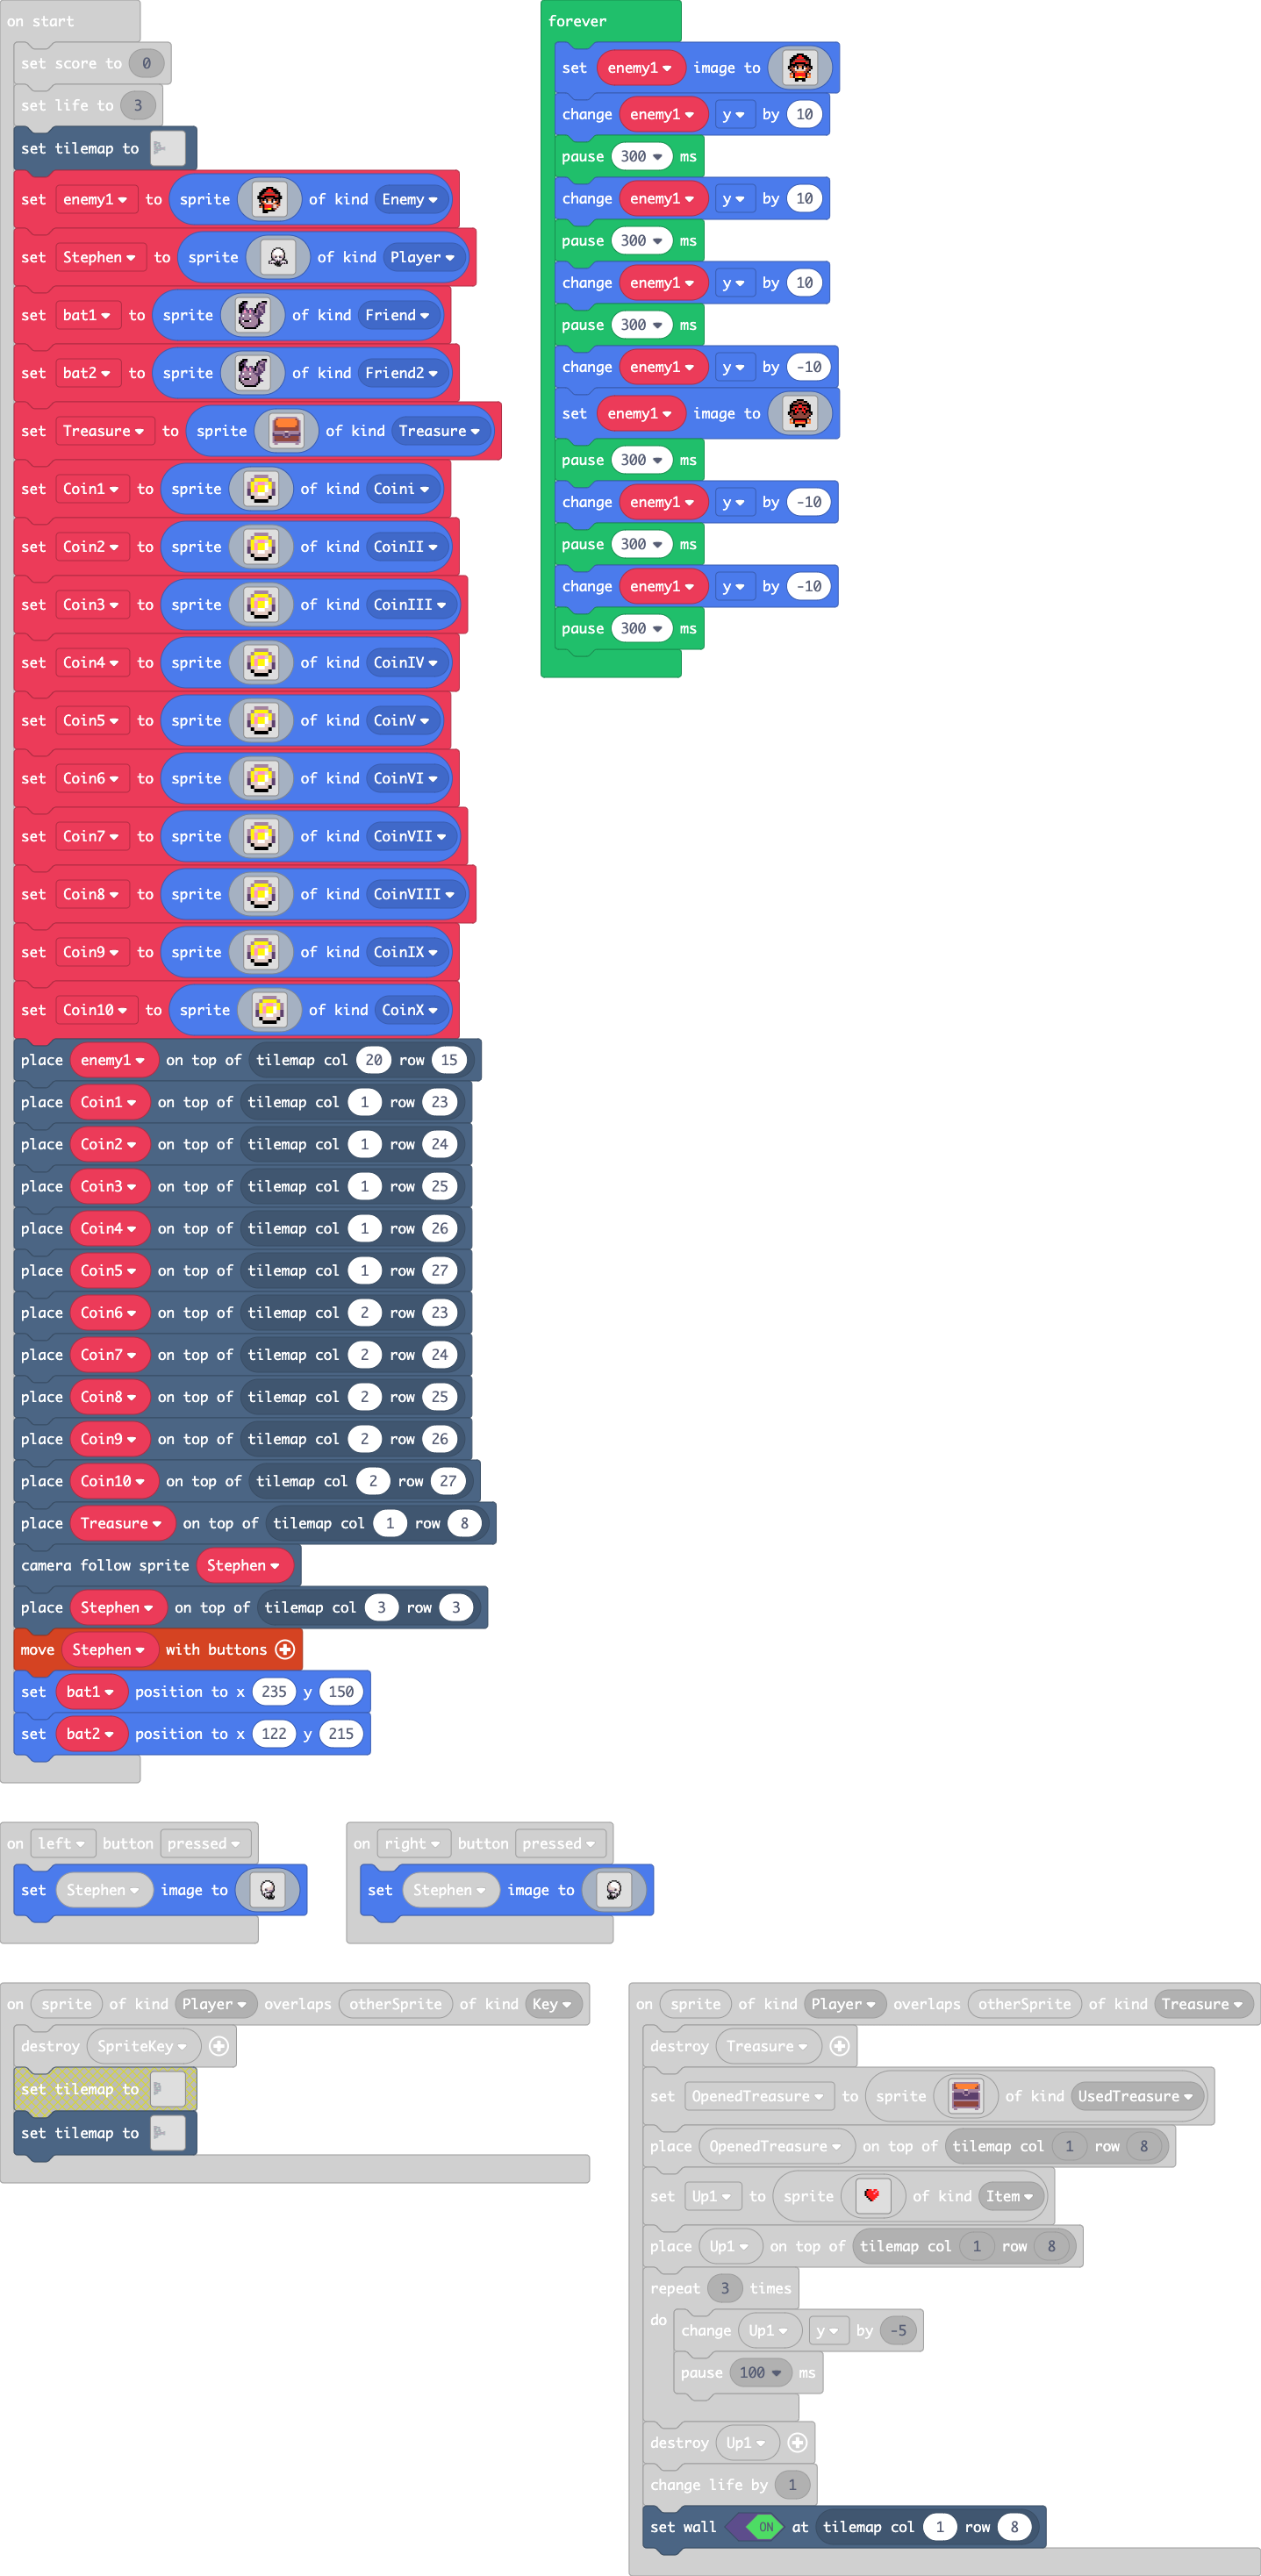 on start
set score to 0
set life to 3
set tilemap to
set enemy1 to sprite of kind Enemy
set Stephen to sprite of kind Player
set bat1 to sprite of kind Friend
set bat2 to sprite of kind Friend2
set Treasure to sprite of kind Treasure
set Coin1 to sprite of kind Coini
set Coin2 to sprite of kind CoinII
set Coin3 to sprite of kind CoinIII
set Coin4 to sprite of kind CoinIV
set Coin5 to sprite of kind CoinV
set Coin6 to sprite of kind CoinVI
set Coin7 to sprite of kind CoinVII
set Coin8 to sprite of kind CoinVIII
set Coin9 to sprite of kind CoinIX
set Coin10 to sprite of kind CoinX
place enemy1 on top of tilemap col 20 row 15
place Coin1 on top of tilemap col 1 row 23
place Coin2 on top of tilemap col 1 row 24
place Coin3 on top of tilemap col 1 row 25
place Coin4 on top of tilemap col 1 row 26
place Coin5 on top of tilemap col 1 row 27
place Coin6 on top of tilemap col 2 row 23
place Coin7 on top of tilemap col 2 row 24
place Coin8 on top of tilemap col 2 row 25
place Coin9 on top of tilemap col 2 row 26
place Coin10 on top of tilemap col 2 row 27
place Treasure on top of tilemap col 1 row 8
camera follow sprite Stephen
place Stephen on top of tilemap col 3 row 3
move Stephen with buttons
set bat1 position to x 235 y 150
set bat2 position to x 122 y 215
forever
set enemy1 image to
change enemy1 y by 10
pause 300 ms
change enemy1 y by 10
pause 300 ms
change enemy1 y by 10
pause 300 ms
change enemy1 y by -10
set enemy1 image to
pause 300 ms
change enemy1 y by -10
pause 300 ms
change enemy1 y by -10
pause 300 ms
on left button pressed
set Stephen image to
on right button pressed
set Stephen image to
on sprite of kind Player overlaps otherSprite of kind Key
destroy SpriteKey
set tilemap to
set tilemap to
on sprite of kind Player overlaps otherSprite of kind Treasure
destroy Treasure
set OpenedTreasure to sprite of kind UsedTreasure
place OpenedTreasure on top of tilemap col 1 row 8
set Up1 to sprite of kind Item
place Up1 on top of tilemap col 1 row 8
repeat 3 times
do
change Up1 y by -5
pause 100 ms
destroy Up1
change life by 1
set wall ON at tilemap col 1 row 8